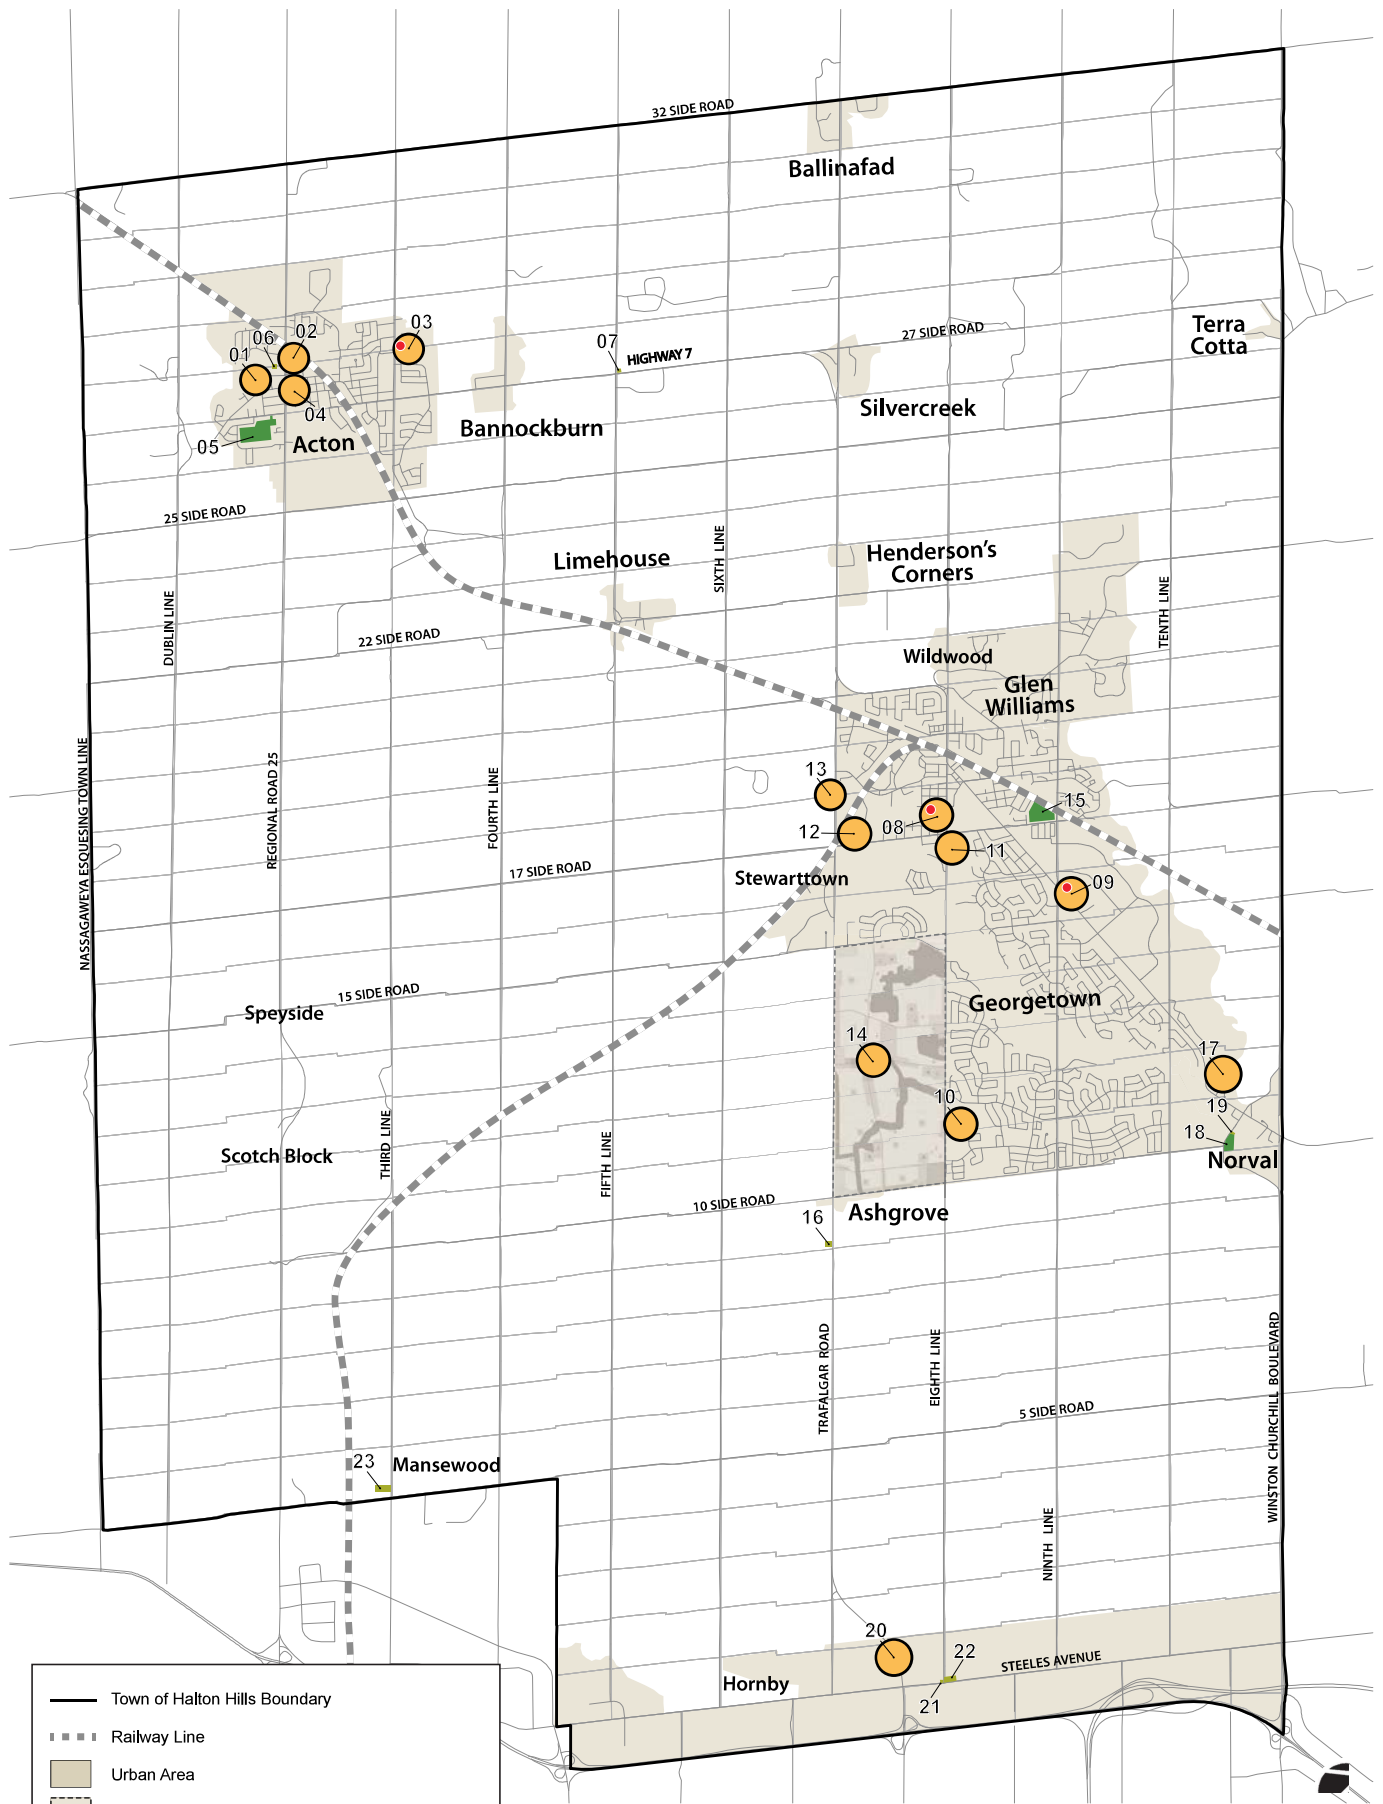 32 SIDE ROAD
Ballinafad
27 SIDE ROAD
Terra
Cotta
03
02
06
01
07
HIGHWAY 7
04
05
Acton
Bannockburn
Silvercreek
25 SIDE ROAD
Limehouse
SIXTH LINE
Henderson's
Corners
DUBLIN LINE
TENTH LINE
22 SIDE ROAD
Wildwood
Glen
Williams
NASSAGAWEYA ESQUESING TOWN LINE
REGIONAL ROAD 25
FOURTH LINE
13
15
12
08
11
17 SIDE ROAD
Stewarttown
09
15 SIDE ROAD
Speyside
Georgetown
14
17
10
19
18
THIRD LINE
Scotch Block
FIFTH LINE
Norval
10 SIDE ROAD
Ashgrove
16
TRAFALGAR ROAD
EIGHTH LINE
WINSTON CHURCHILL BOULEVARD
5 SIDE ROAD
23
Mansewood
NINTH LINE
20
22
STEELES AVENUE
Hornby
21
Town of Halton Hills Boundary
Railway Line
Urban Area